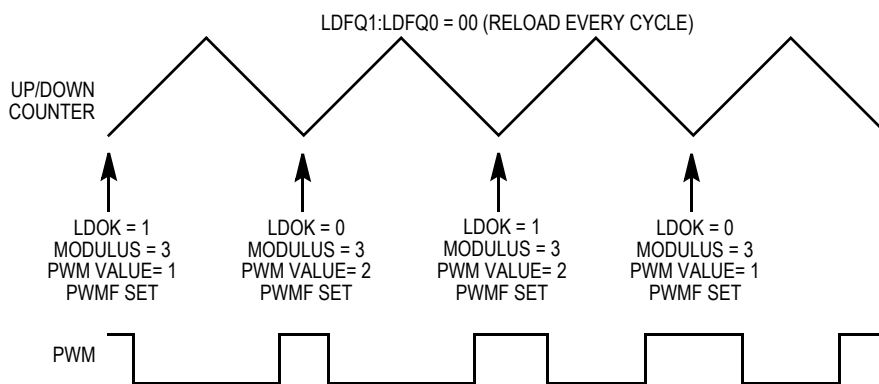 LDFQ1:LDFQ0 = 00 (RELOAD EVERY CYCLE)
UP/DOWN
COUNTER
LDOK = 1
MODULUS = 3
PWM VALUE= 1
PWMF SET
LDOK = 0
MODULUS = 3
PWM VALUE= 2
PWMF SET
LDOK = 1
MODULUS = 3
PWM VALUE= 2
PWMF SET
LDOK = 0
MODULUS = 3
PWM VALUE= 1
PWMF SET
PWM